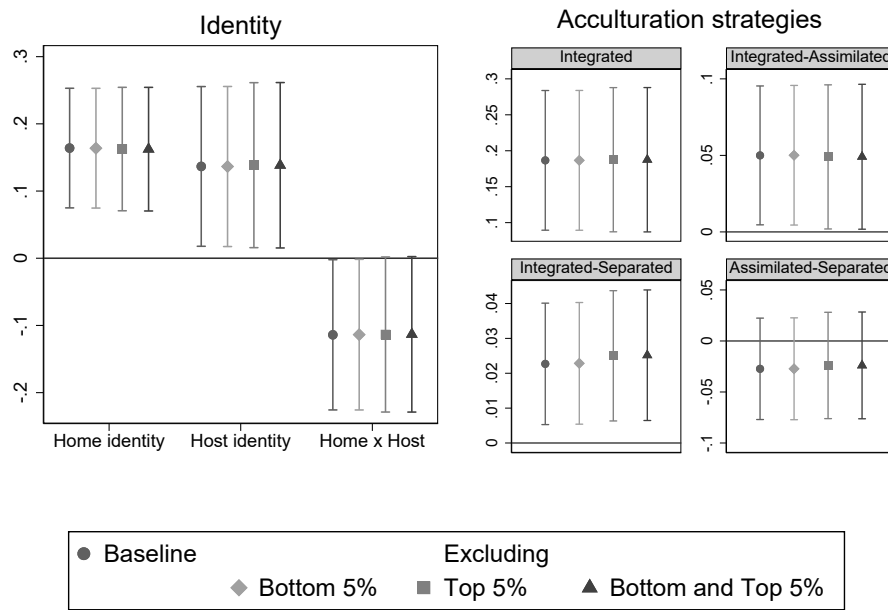 Identity
.3
.2
.1
0
-.1
-.2
Home identity Host identity Home x Host
Acculturation strategies
Integrated
.3
.25
.2
.15
.1
Integrated-Assimilated
.1
.05
0
Integrated-Separated
.04
.03
.02
.01
0
Assimilated-Separated
.05
0
-.05
-.1
Baseline Excluding
Bottom 5% Top 5% Bottom and Top 5%